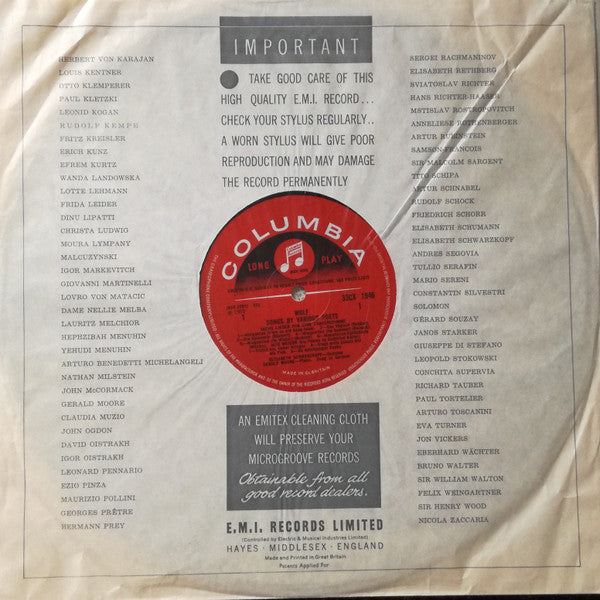 HERBERT VON KARAJAN
LOUIS KENTNER
OTTO KLEMPERER
PAUL KLETZKI
LEONID KOGAN
RUDOLF KEMPE
FRITZ KREISLER
ERICH KUNZ
EFREM KURTZ
WANDA LANDOWSKA
LOTTE LEHMANN
FRIDA LEIDER
DINU LIPATTI
CHRISTA LUDWIG
MOURA LYMPANY
MALCUZYNSKI
IGOR MARKEVITCH
GIOVANNI MARTINELLI
LOVRO VON MATACIC
DAME NELLIE MELBA
LAURITZ MELCHIOR
HEPHZIBAH MENUHIN
YEHUDI MENUHIN
ARTURO BENEDETTI MICHELANGELI
NATHAN MILSTEIN
JOHN McCORMACK
GERALD MOORE
CLAUDIA MUZIO
JOHN OGDON
DAVID OISTRAKH
IGOR OISTRAKH
LEONARD PENNARIO
EZIO PINZA
MAURIZIO POLLINI
GEORGES PRÊTRE
HERMANN PREY
IMPORTANT
TAKE GOOD CARE OF THIS
HIGH QUALITY E.M.I. RECORD...
CHECK YOUR STYLUS REGULARLY..
A WORN STYLUS WILL GIVE POOR
REPRODUCTION AND MAY DAMAGE
THE RECORD PERMANENTLY
COLUMBIA
LONG PLAY
33CX 1946
1 1
WOLF
SONGS BY VARIOUS POETS
MADE IN GT. BRITAIN
AN EMITEX CLEANING CLOTH
WILL PRESERVE YOUR
MICROGROOVE RECORDS
Obtainable from all
good record dealers.
E.M.I. RECORDS LIMITED
(Controlled by Electric & Musical Industries Limited)
HAYES · MIDDLESEX · ENGLAND
Made and Printed in Great Britain
Patents Applied For
SERGEI RACHMANINOV
ELISABETH RETHBERG
SVIATOSLAV RICHTER
HANS RICHTER-HAASER
MSTISLAV ROSTROPOVITCH
ANNELIESE ROTHENBERGER
ARTUR RUBINSTEIN
SAMSON-FRANCOIS
SIR MALCOLM SARGENT
TITO SCHIPA
ARTUR SCHNABEL
RUDOLF SCHOCK
FRIEDRICH SCHORR
ELISABETH SCHUMANN
ELISABETH SCHWARZKOPF
ANDRES SEGOVIA
TULLIO SERAFIN
MARIO SERENI
CONSTANTIN SILVESTRI
SOLOMON
GÉRARD SOUZAY
JANOS STARKER
GIUSEPPE DI STEFANO
LEOPOLD STOKOWSKI
CONCHITA SUPERVIA
RICHARD TAUBER
PAUL TORTELIER
ARTURO TOSCANINI
EVA TURNER
JON VICKERS
EBERHARD WÄCHTER
BRUNO WALTER
SIR WILLIAM WALTON
FELIX WEINGARTNER
SIR HENRY WOOD
NICOLA ZACCARIA